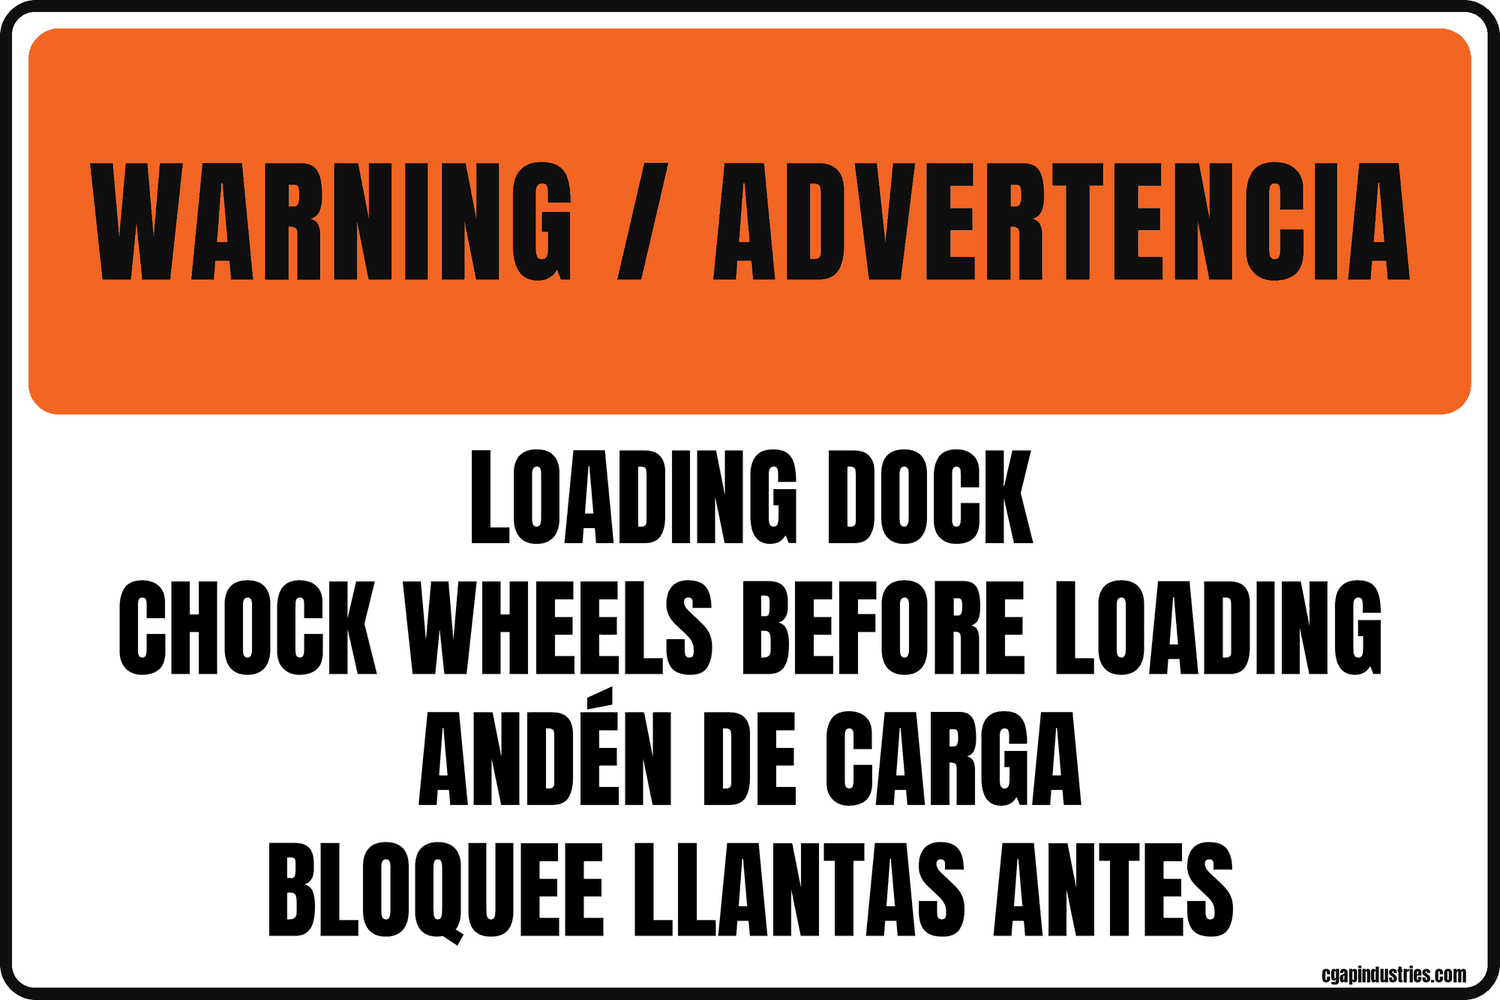 WARNING / ADVERTENCIA
LOADING DOCK
CHOCK WHEELS BEFORE LOADING
ANDÉN DE CARGA
BLOQUEE LLANTAS ANTES
cgapindustries.com